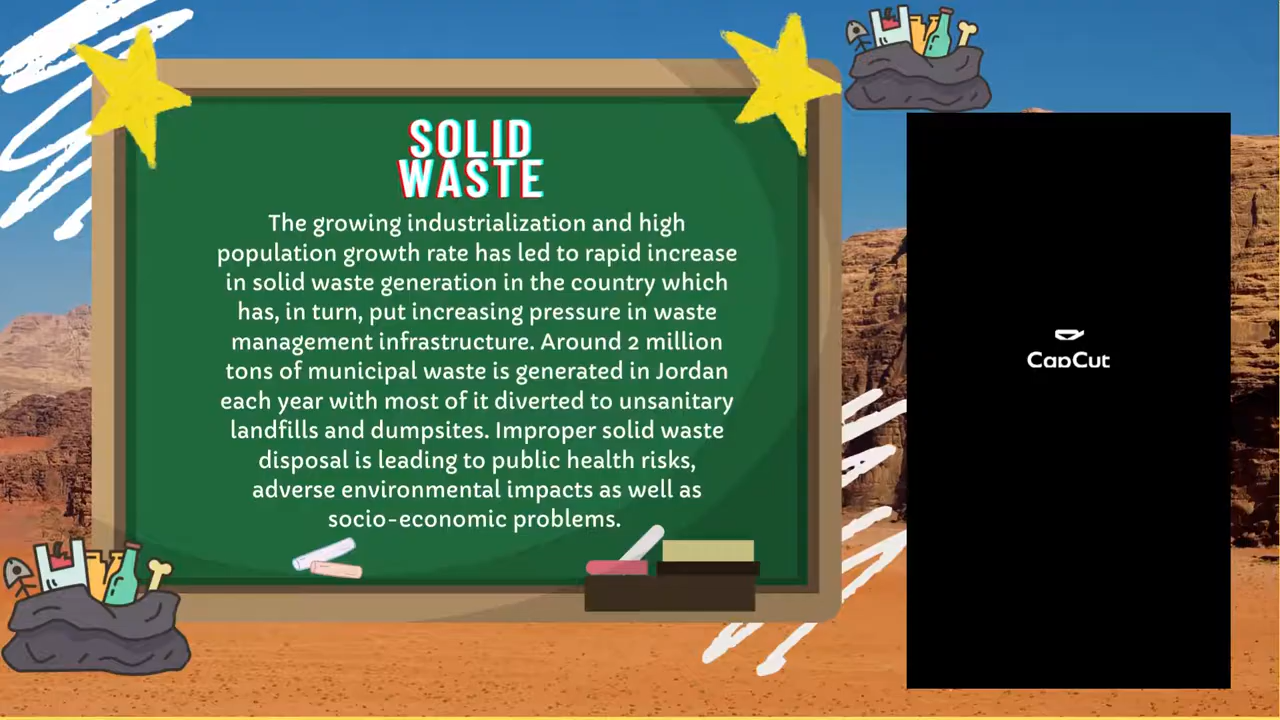 SOLID
WASTE
The growing industrialization and high
population growth rate has led to rapid increase
in solid waste generation in the country which
has, in turn, put increasing pressure in waste
management infrastructure. Around 2 million
tons of municipal waste is generated in Jordan
each year with most of it diverted to unsanitary
landfills and dumpsites. Improper solid waste
disposal is leading to public health risks,
adverse environmental impacts as well as
socio-economic problems.
CapCut